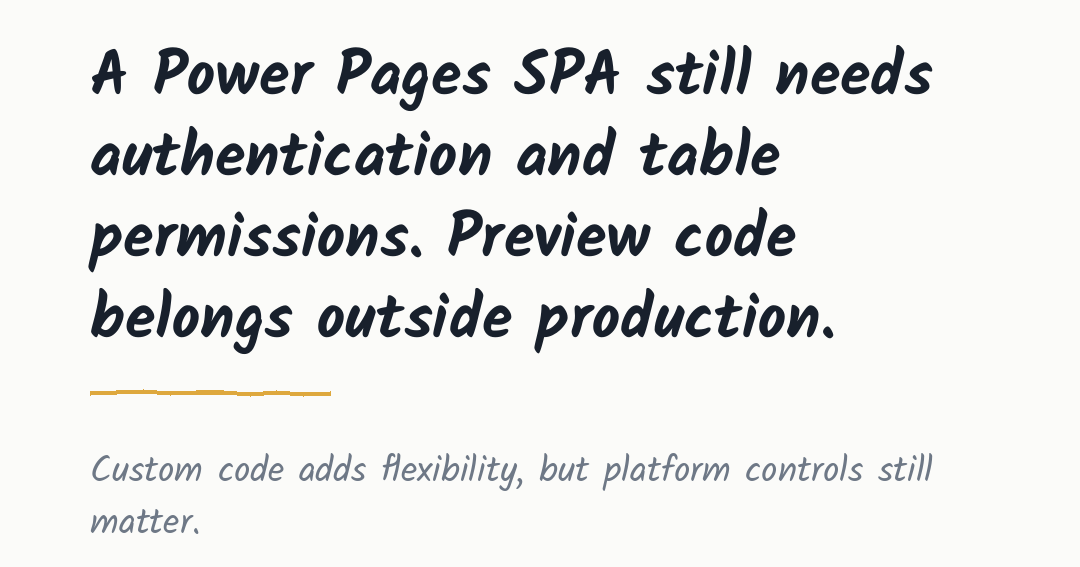 A Power Pages SPA still needs
authentication and table
permissions. Preview code
belongs outside production.
Custom code adds flexibility, but platform controls still
matter.